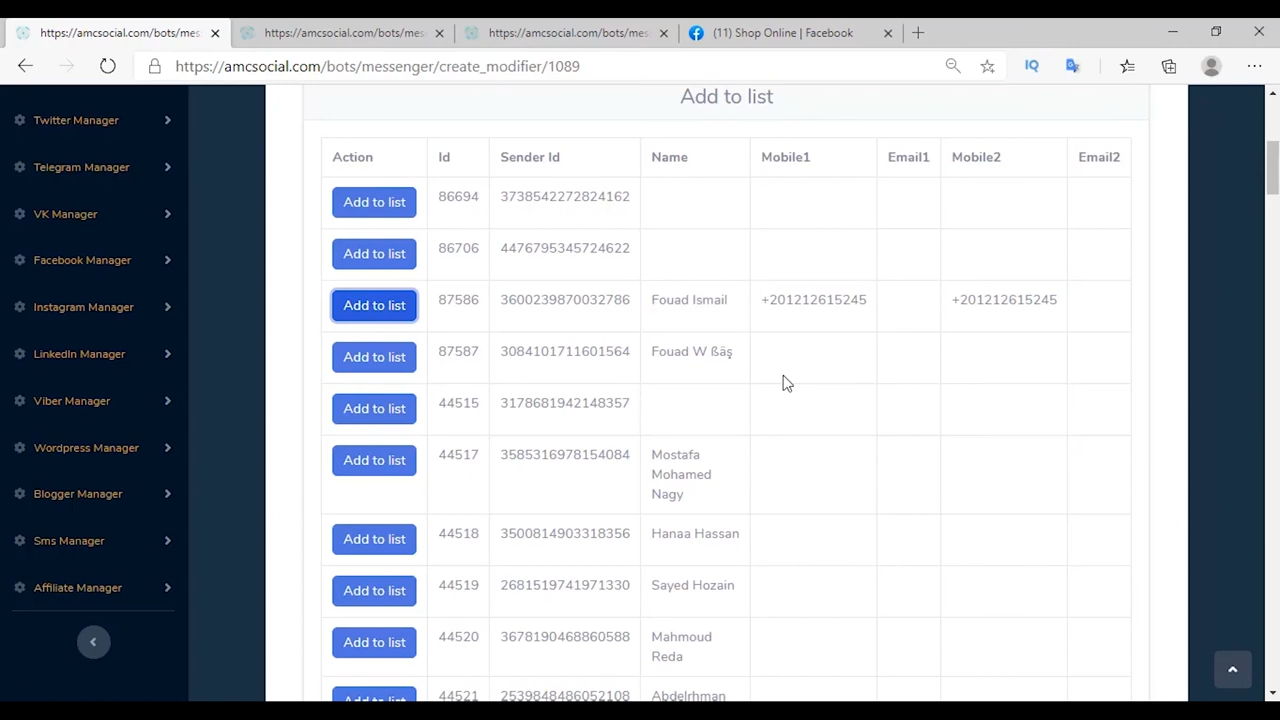 https://amcsocial.com/bots/mes
https://amcsocial.com/bots/mes
https://amcsocial.com/bots/mes
(11) Shop Online | Facebook
https://amcsocial.com/bots/messenger/create_modifier/1089
IQ
Twitter Manager
Telegram Manager
VK Manager
Facebook Manager
Instagram Manager
LinkedIn Manager
Viber Manager
Wordpress Manager
Blogger Manager
Sms Manager
Affiliate Manager
Add to list
Action Id Sender Id Name Mobile1 Email1 Mobile2 Email2
Add to list 86694 3738542272824162
Add to list 86706 4476795345724622
Add to list 87586 3600239870032786 Fouad Ismail +201212615245 +201212615245
Add to list 87587 3084101711601564 Fouad W ßäş
Add to list 44515 3178681942148357
Add to list 44517 3585316978154084 Mostafa
Mohamed
Nagy
Add to list 44518 3500814903318356 Hanaa Hassan
Add to list 44519 2681519741971330 Sayed Hozain
Add to list 44520 3678190468860588 Mahmoud
Reda
Add to list 44521 2539848486052108 Abdelrhman